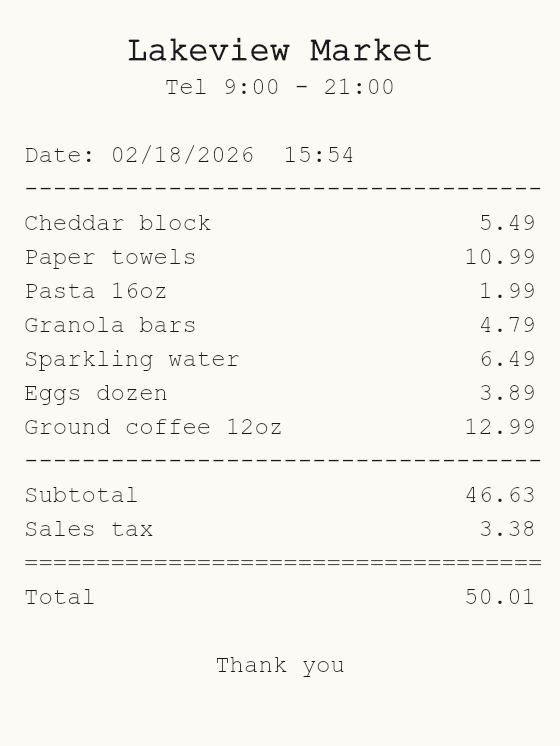 Lakeview Market
Tel 9:00 - 21:00
Date: 02/18/2026  15:54
------------------------------------
Cheddar block 5.49
Paper towels 10.99
Pasta 16oz 1.99
Granola bars 4.79
Sparkling water 6.49
Eggs dozen 3.89
Ground coffee 12oz 12.99
------------------------------------
Subtotal 46.63
Sales tax 3.38
====================================
Total 50.01
Thank you